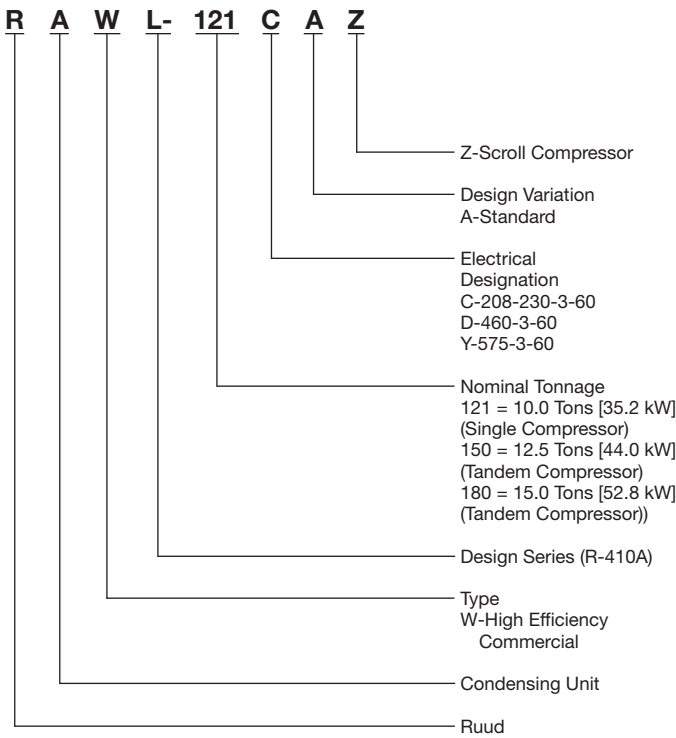 R A W L- 121 C A Z
Z-Scroll Compressor
Design Variation
A-Standard
Electrical
Designation
C-208-230-3-60
D-460-3-60
Y-575-3-60
Nominal Tonnage
121 = 10.0 Tons [35.2 kW]
(Single Compressor)
150 = 12.5 Tons [44.0 kW]
(Tandem Compressor)
180 = 15.0 Tons [52.8 kW]
(Tandem Compressor))
Design Series (R-410A)
Type
W-High Efficiency
Commercial
Condensing Unit
Ruud